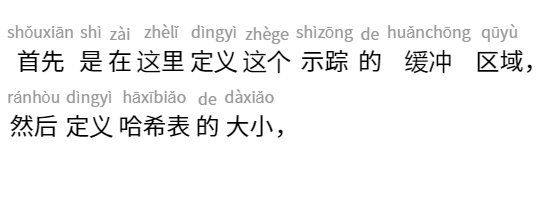 shǒuxiān shì zài zhèlǐ dìngyì zhège shìzōng de huǎnchōng qūyù
首先 是 在 这里 定义 这个 示踪 的 缓冲 区域，
ránhòu dìngyì hāxībiǎo de dàxiǎo
然后 定义 哈希表 的 大小，